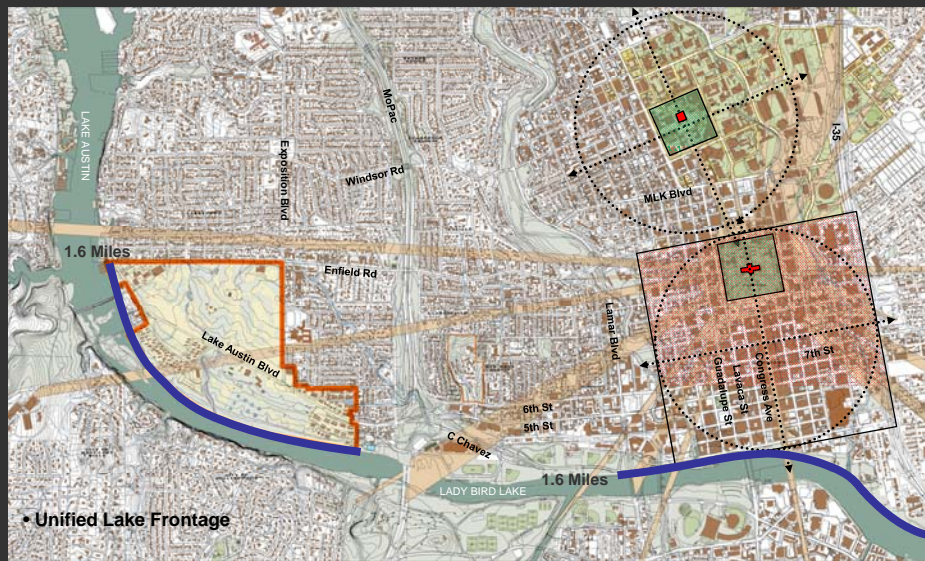 LAKE AUSTIN
Exposition Blvd
MoPac
Windsor Rd
MLK Blvd
I-35
1.6 Miles
Enfield Rd
Lake Austin Blvd
Lamar Blvd
7th St
Guadalupe St
Lavaca St
Congress Ave
6th St
5th St
C Chavez
1.6 Miles
LADY BIRD LAKE
• Unified Lake Frontage